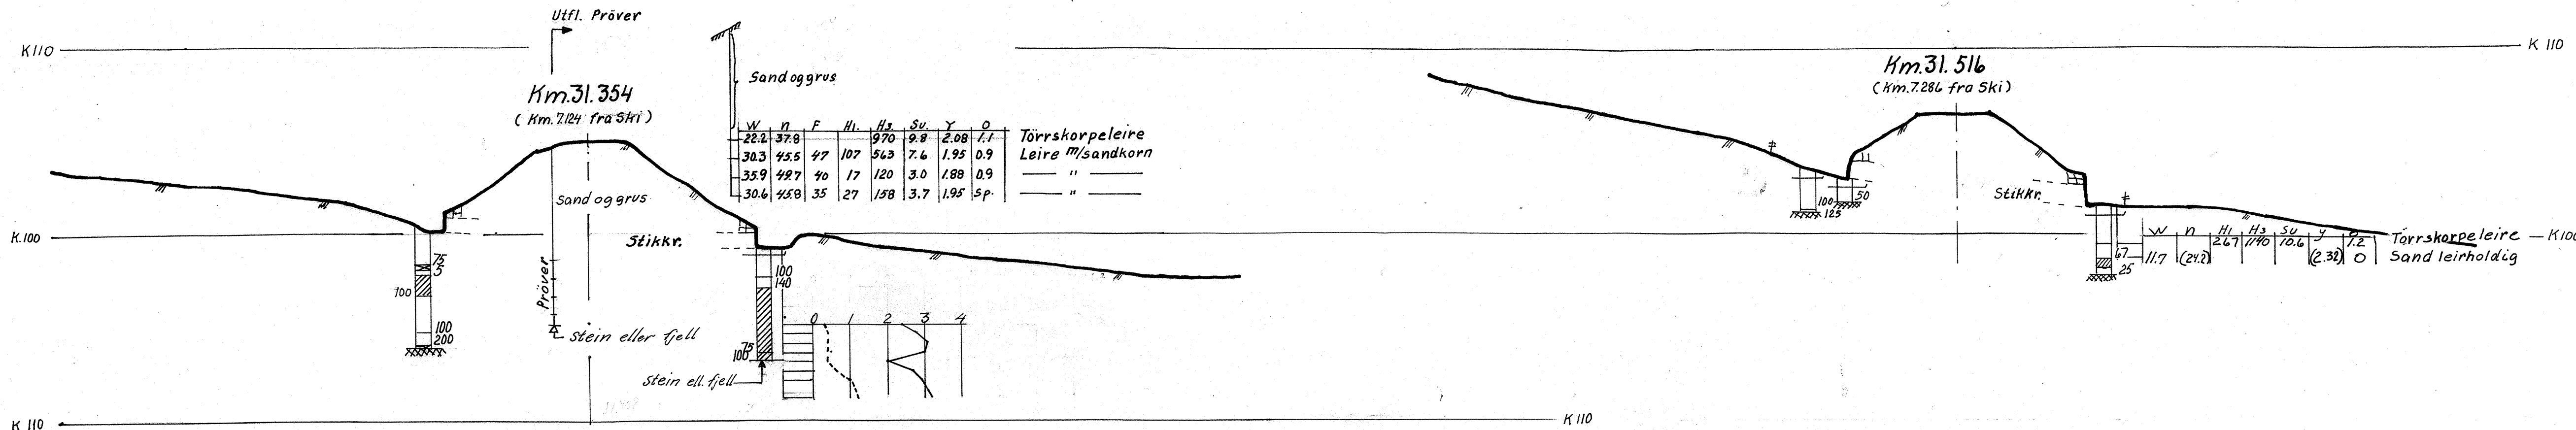 Utfl. Pröver
K110
K 110
Km.31.354
( Km.7.124 fra Ski )
Sand og grus
W n F H1. H3. Su. γ O
22.2 37.8 970 9.8 2.08 1.1 Törrskorpeleire
30.3 45.5 47 107 563 7.6 1.95 0.9 Leire m/sandkorn
35.9 49.7 40 17 120 3.0 1.88 0.9 — " —
30.6 45.8 35 27 158 3.7 1.95 Sp. — " —
Km.31.516
( Km.7.286 fra Ski )
Sand og grus
Stikkr.
100
50
125
K.100
Stikkr.
K100
W n H1 H3 Su γ O
267 1140 10.6 1.2 Törrskorpeleire
11.7 (24.2) (2.32) 0 Sand leirholdig
67
25
75
5
100
100
200
Pröver
Stein eller fjell
100
140
75
100
Stein ell. fjell
0 1 2 3 4
K 110
K 110